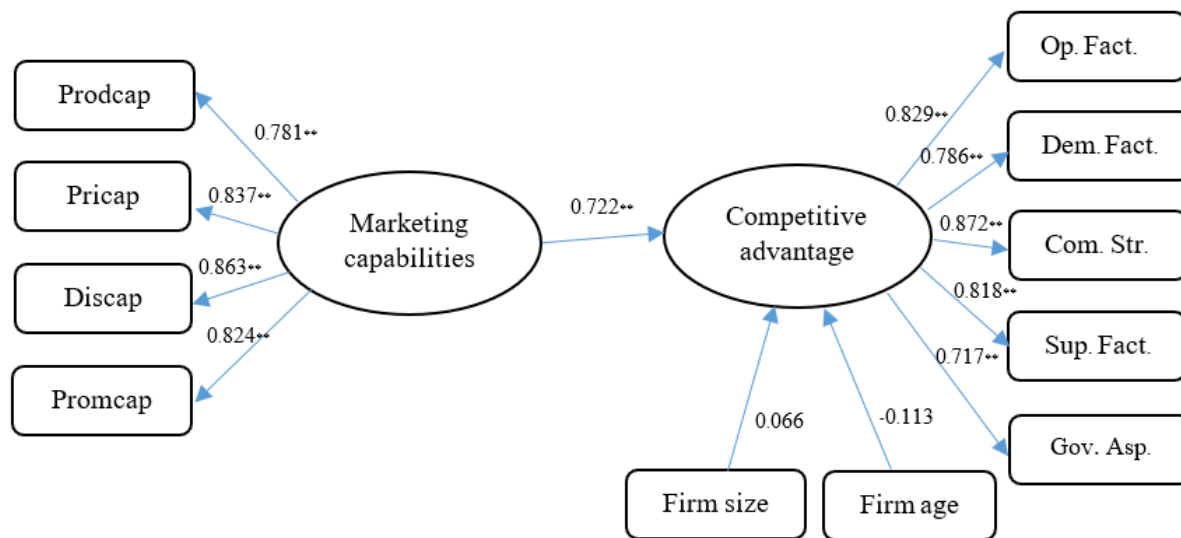 Prodcap
Pricap
Discap
Promcap
0.781**
0.837**
0.863**
0.824**
Marketing
capabilities
0.722**
Competitive
advantage
0.829**
0.786**
0.872**
0.818**
0.717**
Op. Fact.
Dem. Fact.
Com. Str.
Sup. Fact.
Gov. Asp.
0.066
-0.113
Firm size
Firm age